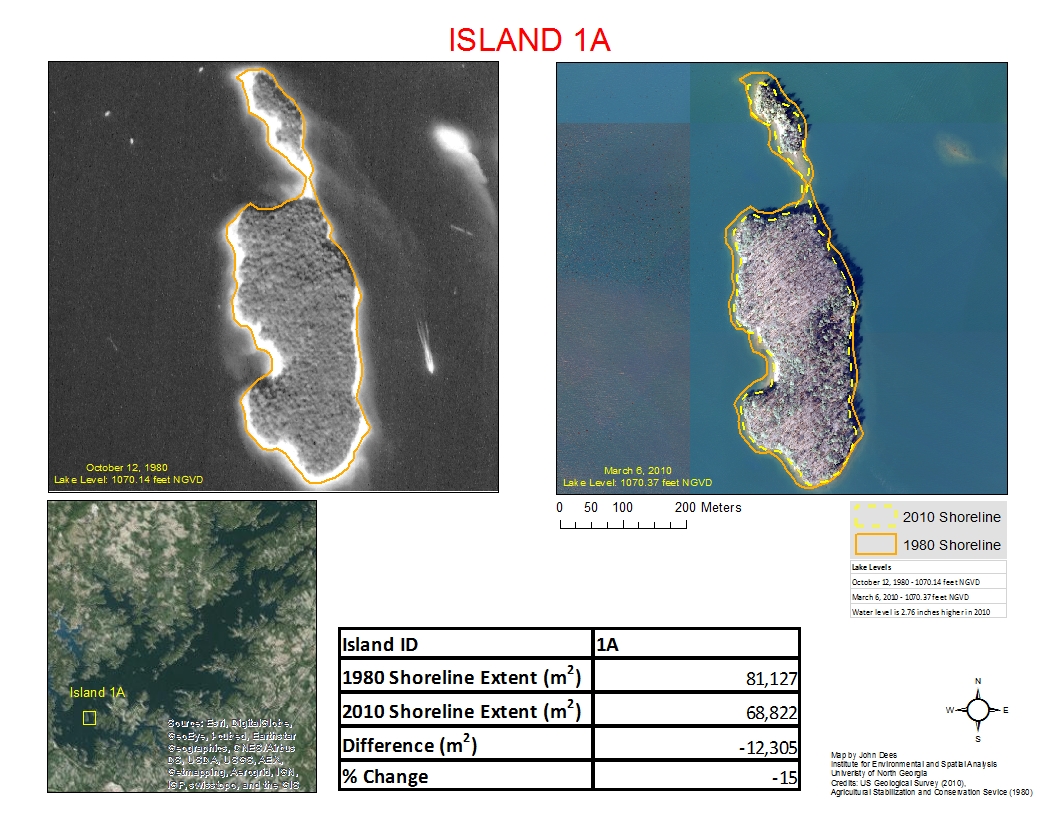 ISLAND 1A
October 12, 1980
Lake Level: 1070.14 feet NGVD
March 6, 2010
Lake Level: 1070.37 feet NGVD
0 50 100 200 Meters
2010 Shoreline
1980 Shoreline
Lake Levels
October 12, 1980 - 1070.14 feet NGVD
March 6, 2010 - 1070.37 feet NGVD
Water level is 2.76 inches higher in 2010
Island 1A
Source: Esri, DigitalGlobe,
GeoEye, i-cubed, Earthstar
Geographics, CNES/Airbus
DS, USDA, USGS, AEX,
Getmapping, Aerogrid, IGN,
IGP, swisstopo, and the GIS
Island ID 1A
1980 Shoreline Extent (m²) 81,127
2010 Shoreline Extent (m²) 68,822
Difference (m²) -12,305
% Change -15
N
W E
S
Map by John Dees
Institute for Environmental and Spatial Analysis
University of North Georgia
Credits: US Geological Survey (2010),
Agricultural Stabilization and Conservation Sevice (1980)